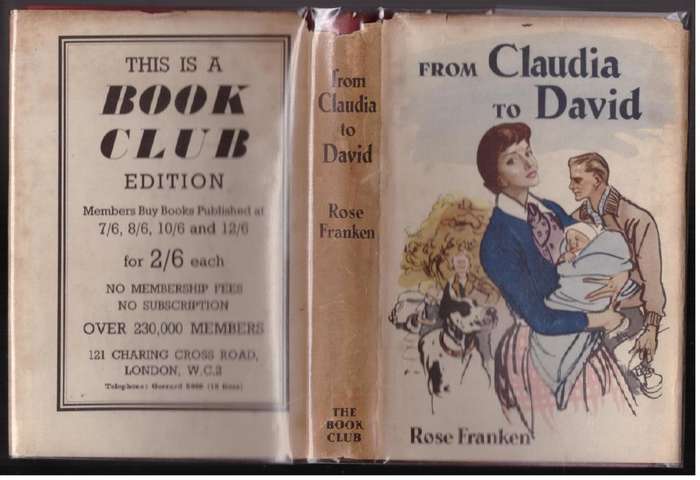 THIS IS A
BOOK
CLUB
EDITION
Members Buy Books Published at
7/6, 8/6, 10/6 and 12/6
for 2/6 each
NO MEMBERSHIP FEES
NO SUBSCRIPTION
OVER 230,000 MEMBERS
121 CHARING CROSS ROAD,
LONDON, W.C.2
Telephone: Gerrard
from
Claudia
to
David
Rose
Franken
THE
BOOK
CLUB
FROM Claudia
TO David
Rose Franken